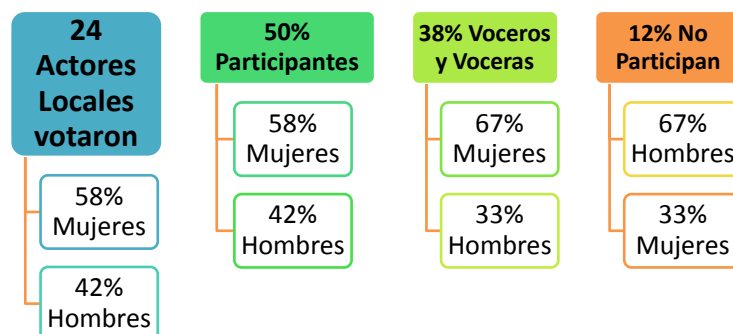 24
Actores
Locales
votaron
58%
Mujeres
42%
Hombres
50%
Participantes
58%
Mujeres
42%
Hombres
38% Voceros
y Voceras
67%
Mujeres
33%
Hombres
12% No
Participan
67%
Hombres
33%
Mujeres